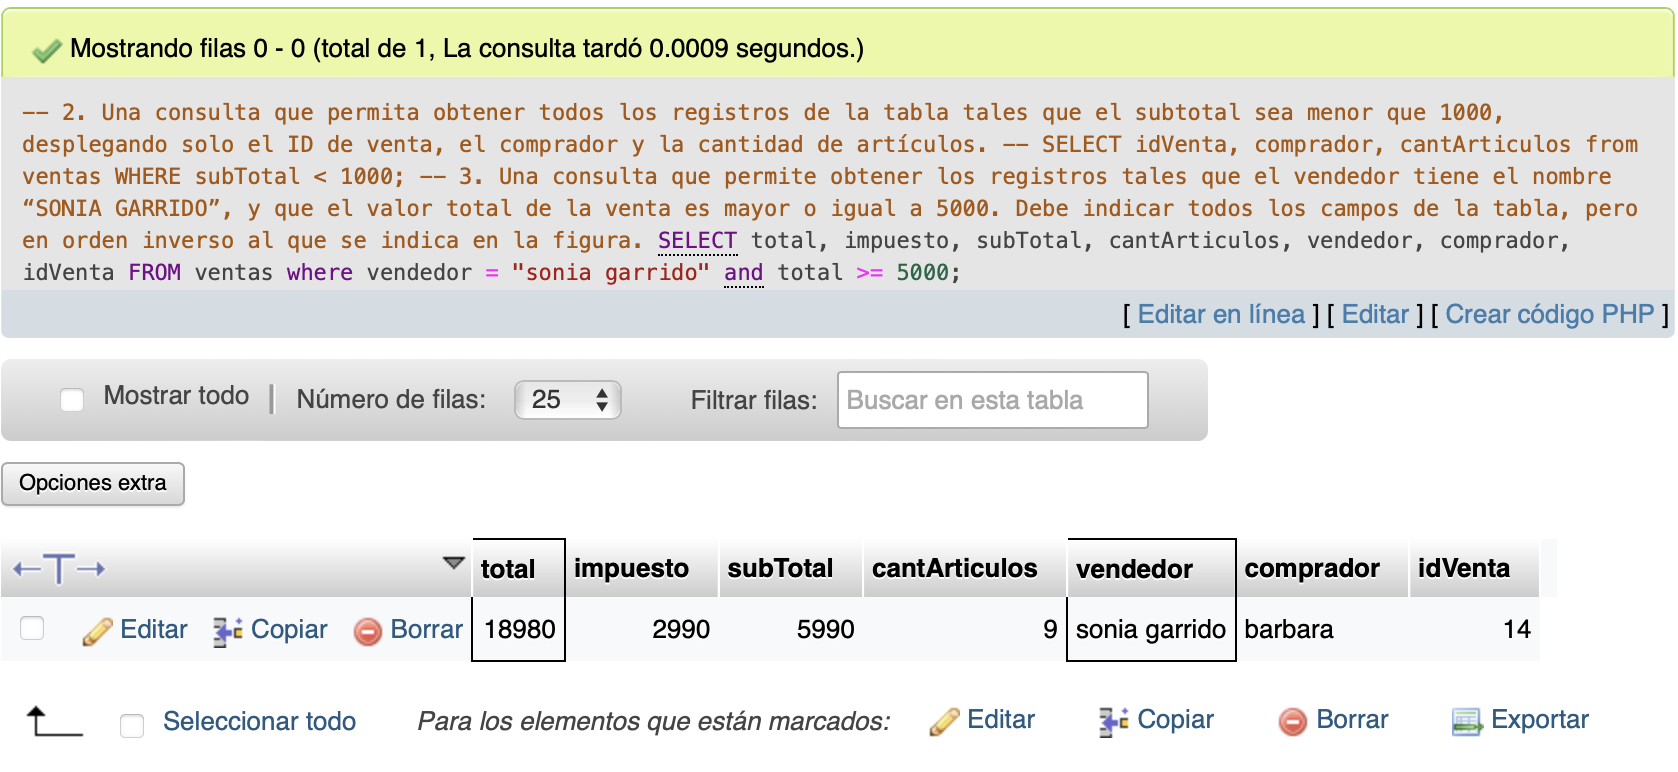 Mostrando filas 0 - 0 (total de 1, La consulta tardó 0.0009 segundos.)
-- 2. Una consulta que permita obtener todos los registros de la tabla tales que el subtotal sea menor que 1000,
desplegando solo el ID de venta, el comprador y la cantidad de artículos. -- SELECT idVenta, comprador, cantArticulos from
ventas WHERE subTotal < 1000; -- 3. Una consulta que permite obtener los registros tales que el vendedor tiene el nombre
“SONIA GARRIDO”, y que el valor total de la venta es mayor o igual a 5000. Debe indicar todos los campos de la tabla, pero
en orden inverso al que se indica en la figura. SELECT total, impuesto, subTotal, cantArticulos, vendedor, comprador,
idVenta FROM ventas where vendedor = "sonia garrido" and total >= 5000;
[ Editar en línea ] [ Editar ] [ Crear código PHP ]
Mostrar todo | Número de filas: 25 Filtrar filas: Buscar en esta tabla
Opciones extra
←T→ total impuesto subTotal cantArticulos vendedor comprador idVenta
Editar Copiar Borrar 18980 2990 5990 9 sonia garrido barbara 14
Seleccionar todo Para los elementos que están marcados: Editar Copiar Borrar Exportar